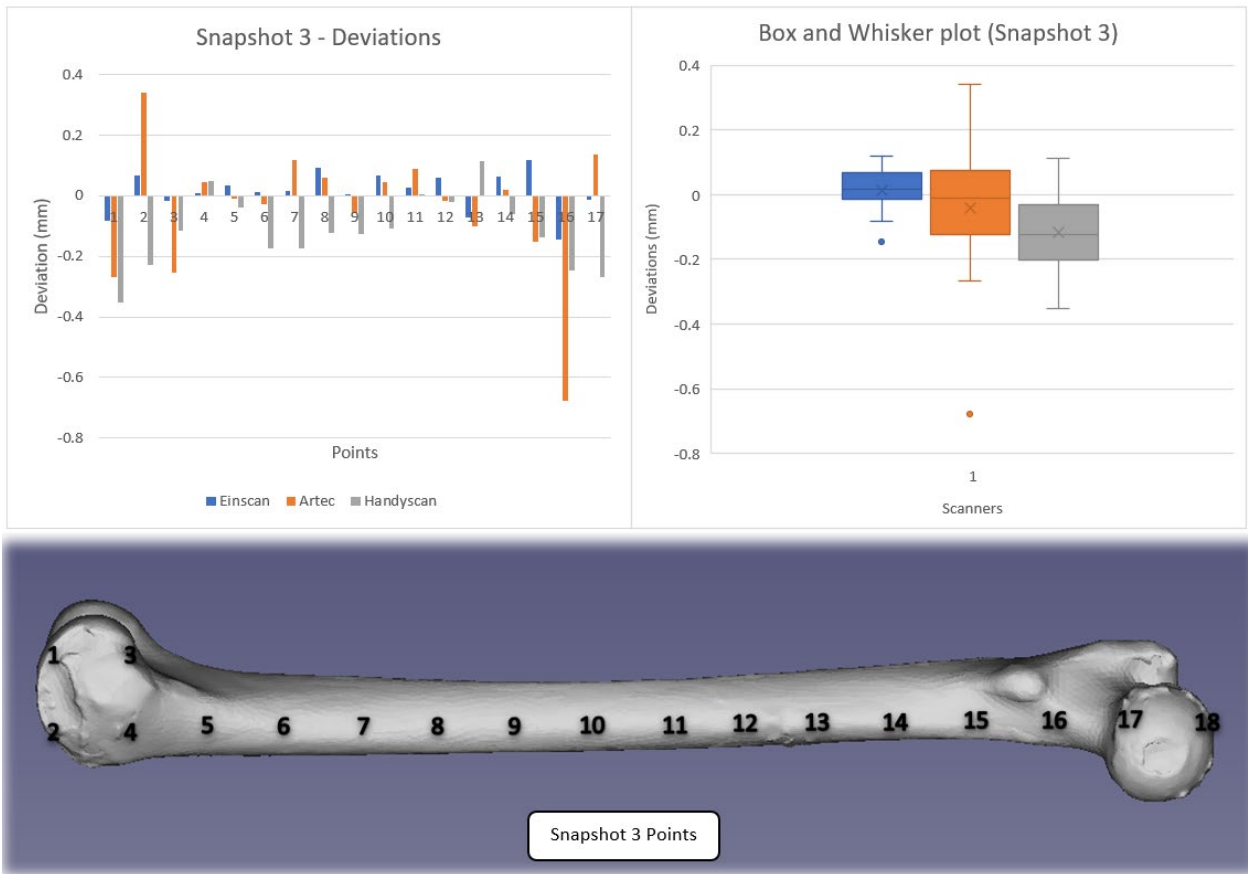 Snapshot 3 - Deviations
0.4
0.2
0
-0.2
-0.4
-0.6
-0.8
Deviation (mm)
1 2 3 4 5 6 7 8 9 10 11 12 13 14 15 16 17
Points
Einscan Artec Handyscan
Box and Whisker plot (Snapshot 3)
0.4
0.2
0
-0.2
-0.4
-0.6
-0.8
Deviations (mm)
1
Scanners
1 3
2 4 5 6 7 8 9 10 11 12 13 14 15 16 17 18
Snapshot 3 Points